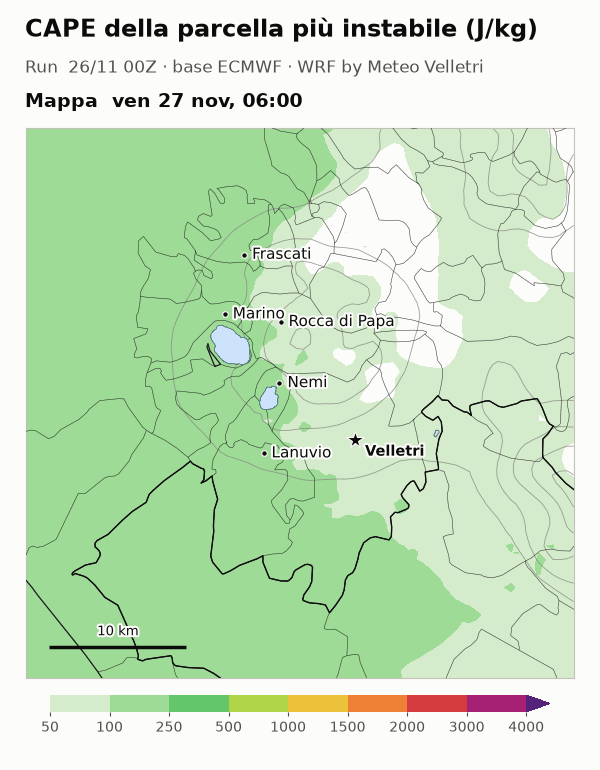 CAPE della parcella più instabile (J/kg)
Run  26/11 00Z · base ECMWF · WRF by Meteo Velletri
Mappa  ven 27 nov, 06:00
Frascati
Marino
Rocca di Papa
Nemi
Velletri
Lanuvio
10 km
50 100 250 500 1000 1500 2000 3000 4000